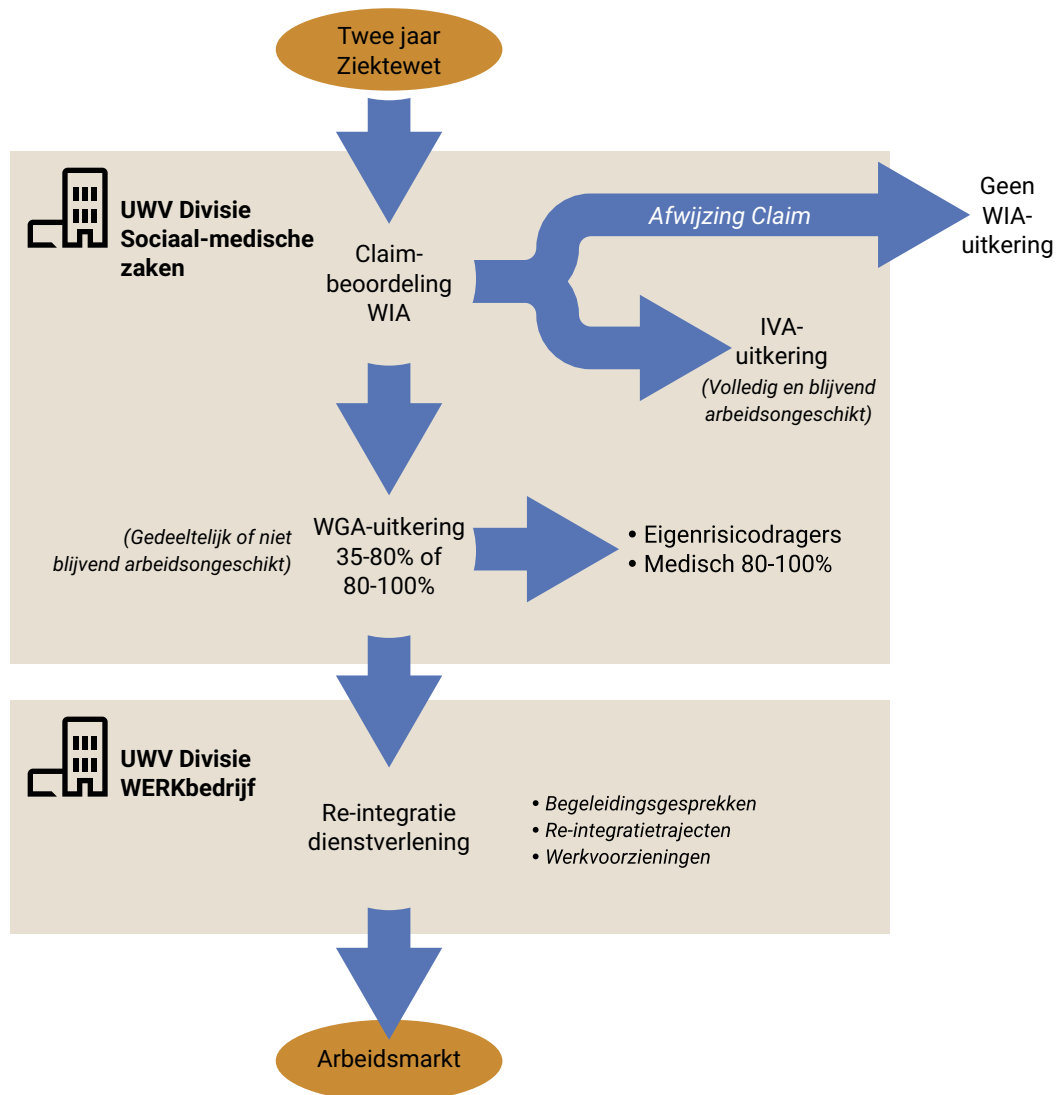 Twee jaar
Ziektewet
UWV Divisie
Sociaal-medische
zaken
Claim-
beoordeling
WIA
Afwijzing Claim
Geen
WIA-
uitkering
IVA-
uitkering
(Volledig en blijvend
arbeidsongeschikt)
(Gedeeltelijk of niet
blijvend arbeidsongeschikt)
WGA-uitkering
35-80% of
80-100%
• Eigenrisicodragers
• Medisch 80-100%
UWV Divisie
WERKbedrijf
Re-integratie
dienstverlening
• Begeleidingsgesprekken
• Re-integratietrajecten
• Werkvoorzieningen
Arbeidsmarkt